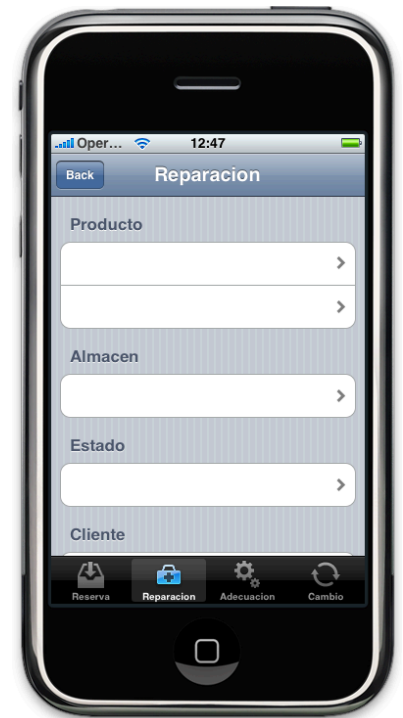 Oper... 12:47
Back Reparacion
Producto
Almacen
Estado
Cliente
Reserva Reparacion Adecuacion Cambio